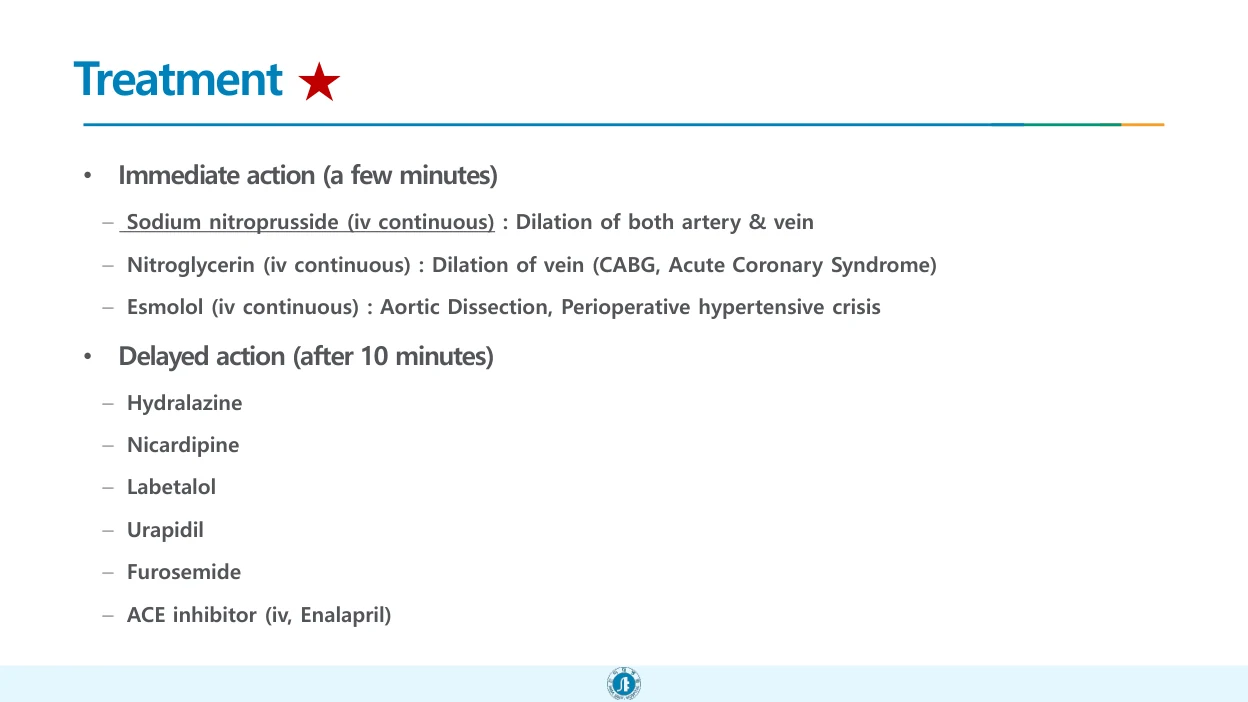 Treatment ★
• Immediate action (a few minutes)
– Sodium nitroprusside (iv continuous) : Dilation of both artery & vein
– Nitroglycerin (iv continuous) : Dilation of vein (CABG, Acute Coronary Syndrome)
– Esmolol (iv continuous) : Aortic Dissection, Perioperative hypertensive crisis
• Delayed action (after 10 minutes)
– Hydralazine
– Nicardipine
– Labetalol
– Urapidil
– Furosemide
– ACE inhibitor (iv, Enalapril)